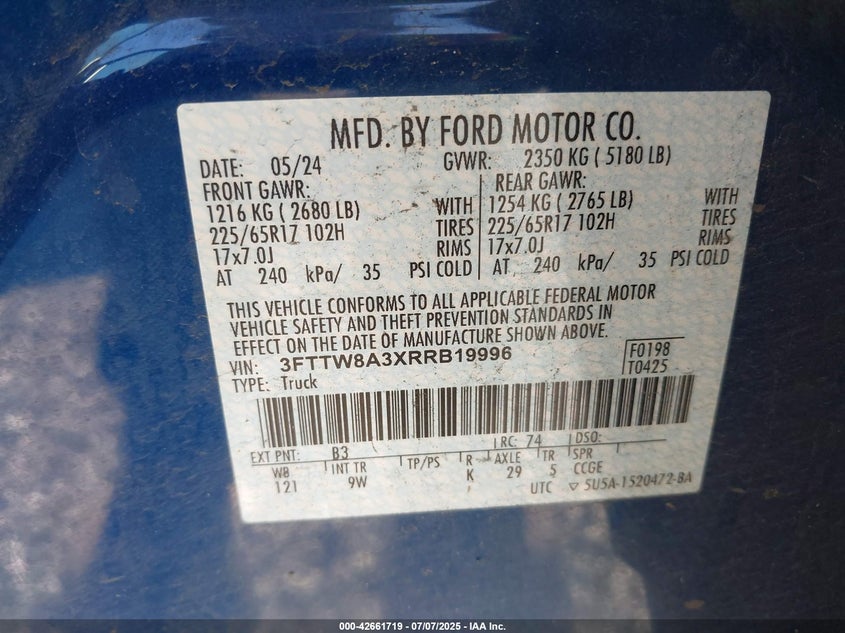 MFD. BY FORD MOTOR CO.
DATE: 05/24 GVWR: 2350 KG ( 5180 LB)
FRONT GAWR: REAR GAWR:
1216 KG ( 2680 LB) WITH 1254 KG ( 2765 LB) WITH
225/65R17 102H TIRES 225/65R17 102H TIRES
17x7.0J RIMS 17x7.0J RIMS
AT 240 kPa/ 35 PSI COLD AT 240 kPa/ 35 PSI COLD
THIS VEHICLE CONFORMS TO ALL APPLICABLE FEDERAL MOTOR
VEHICLE SAFETY AND THEFT PREVENTION STANDARDS IN
EFFECT ON THE DATE OF MANUFACTURE SHOWN ABOVE.
VIN: 3FTTW8A3XRRB19996 F0198
TYPE: Truck T0425
EXT PNT: B3 RC: 74 DSO:
WB INT TR TP/PS R AXLE TR SPR
121 9W K 29 5 CCGE
UTC ▽ 5U5A-1520472-BA
000-42661719 / 07/07/2025 - IAA Inc.